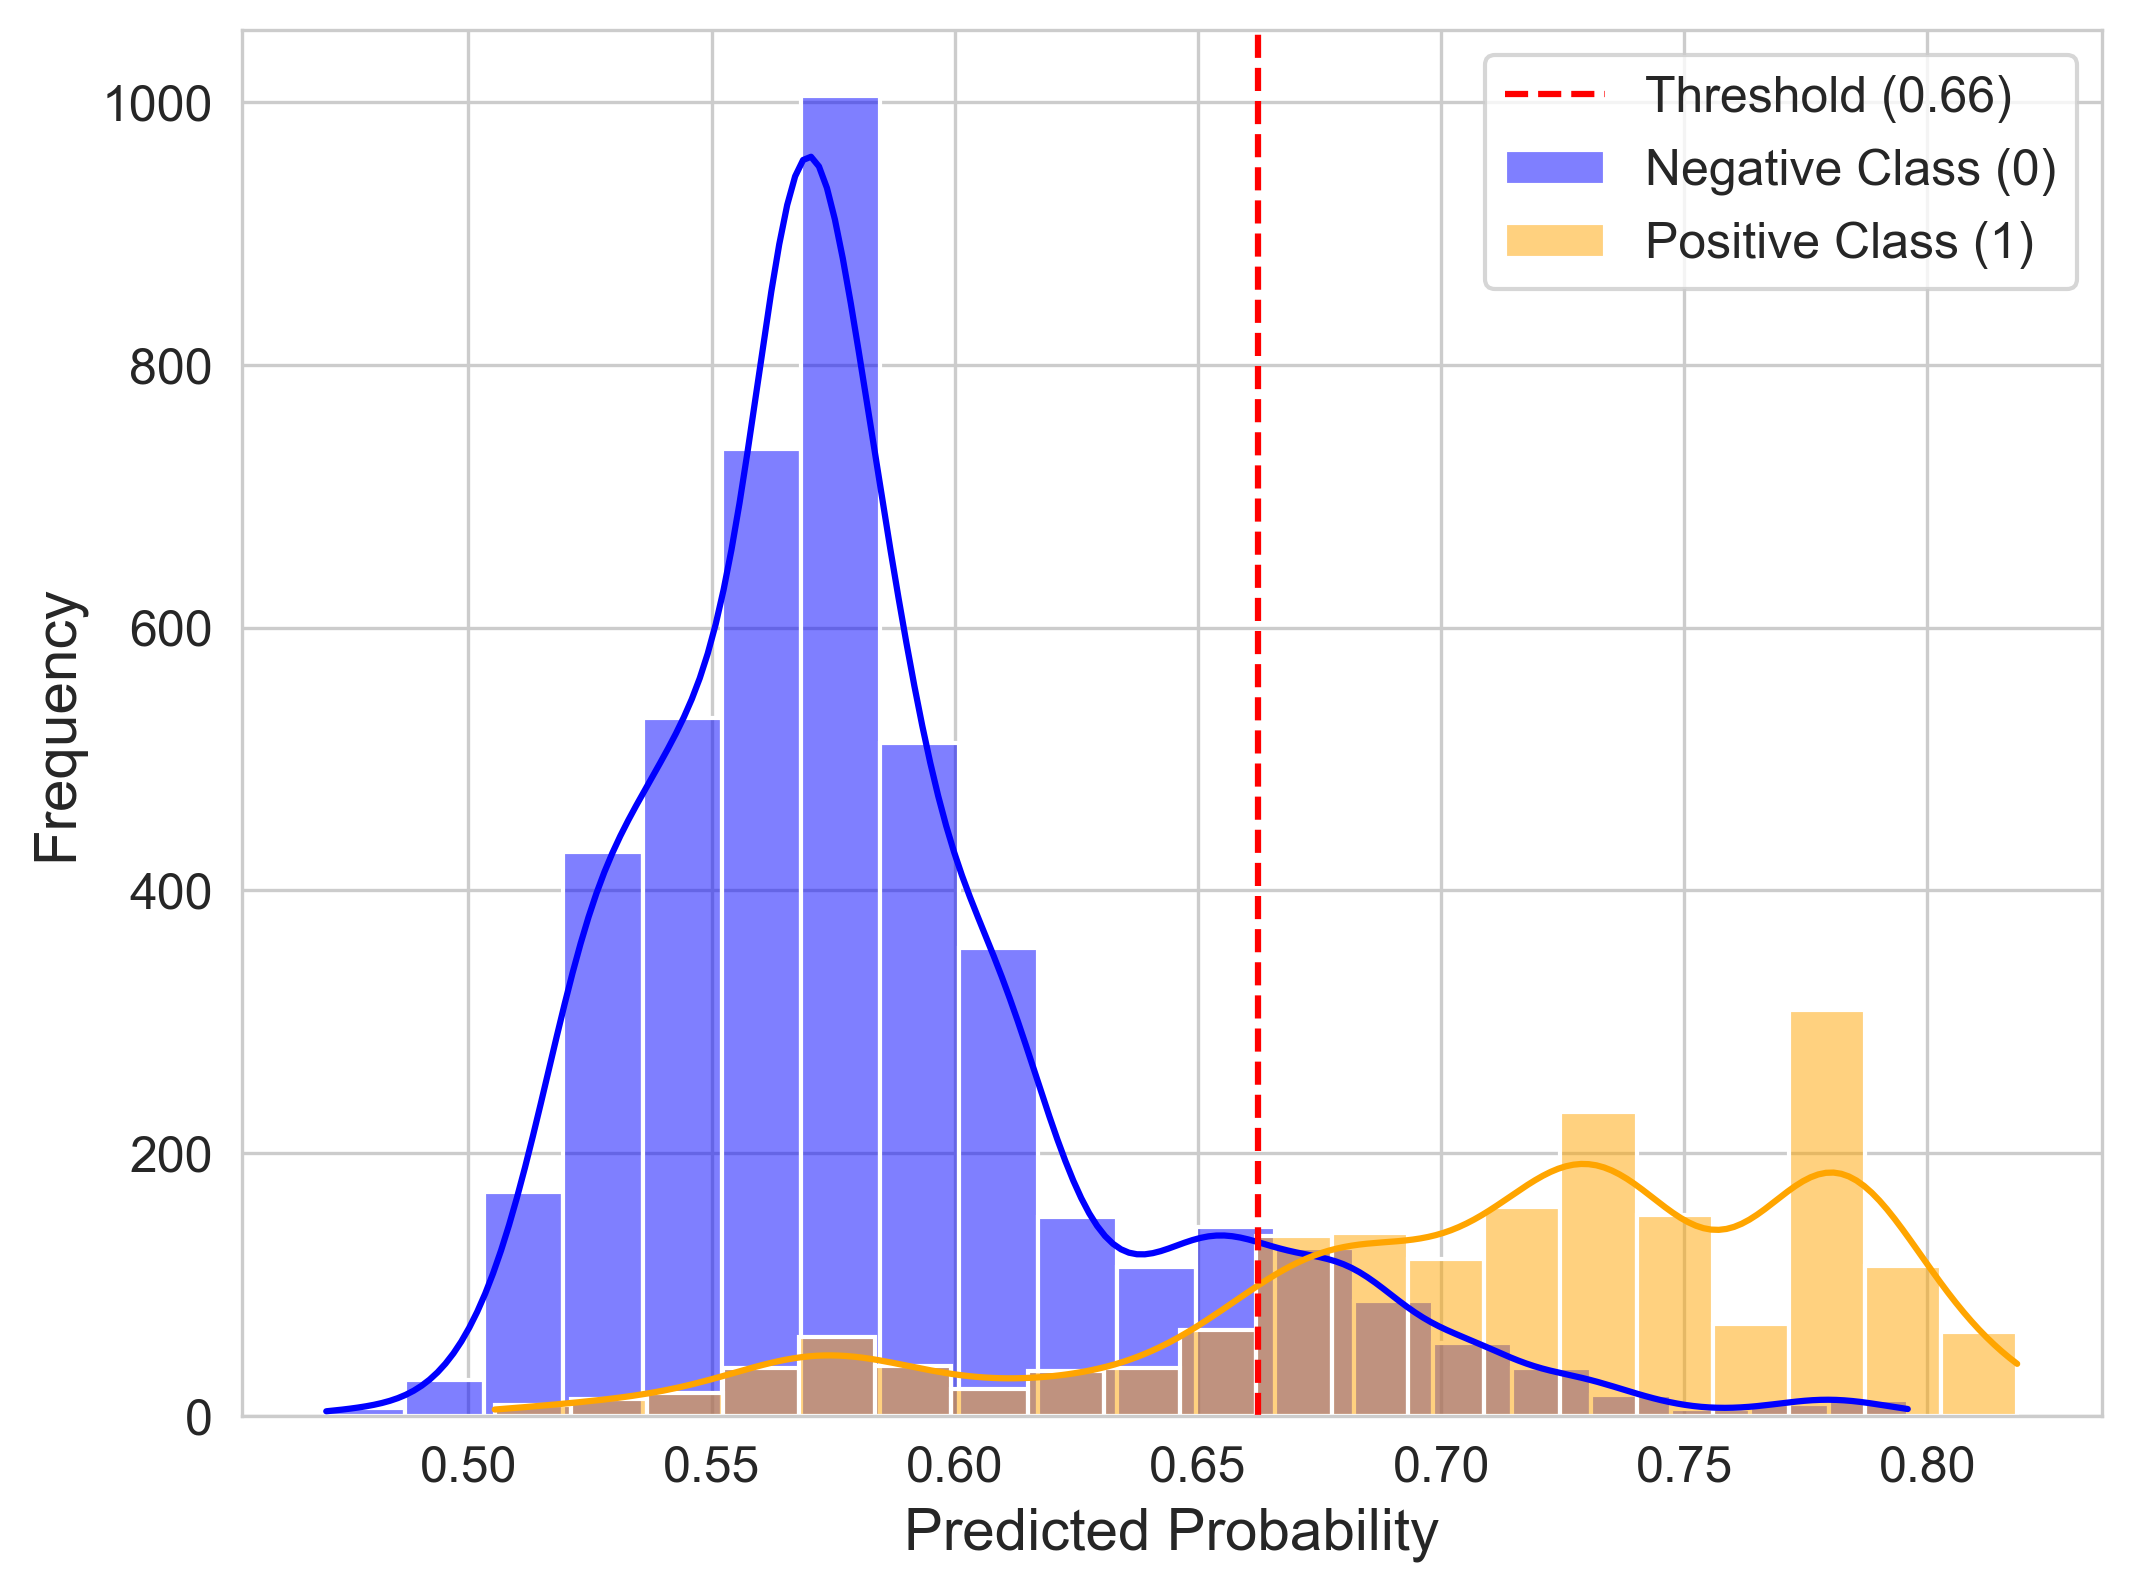 Threshold (0.66)
Negative Class (0)
Positive Class (1)
1000
800
600
400
200
0
Frequency
0.50 0.55 0.60 0.65 0.70 0.75 0.80
Predicted Probability